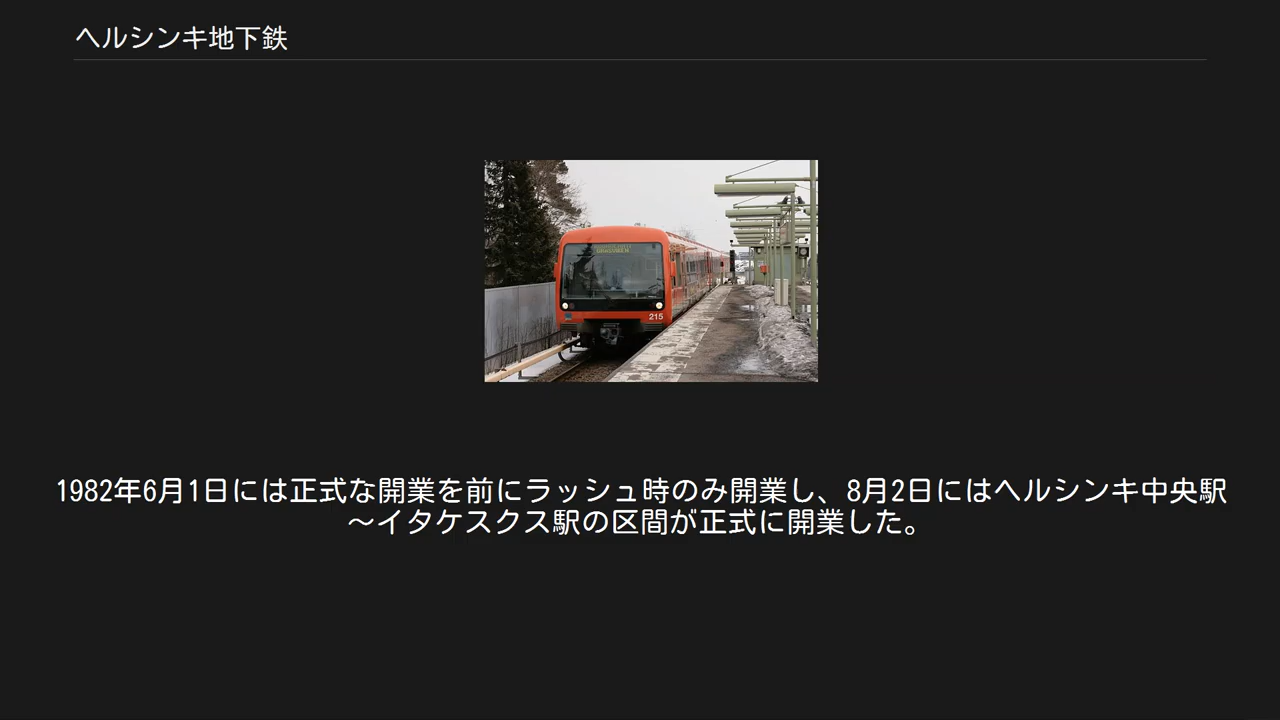 ヘルシンキ地下鉄
215
1982年6月1日には正式な開業を前にラッシュ時のみ開業し、8月2日にはヘルシンキ中央駅
～イタケスクス駅の区間が正式に開業した。